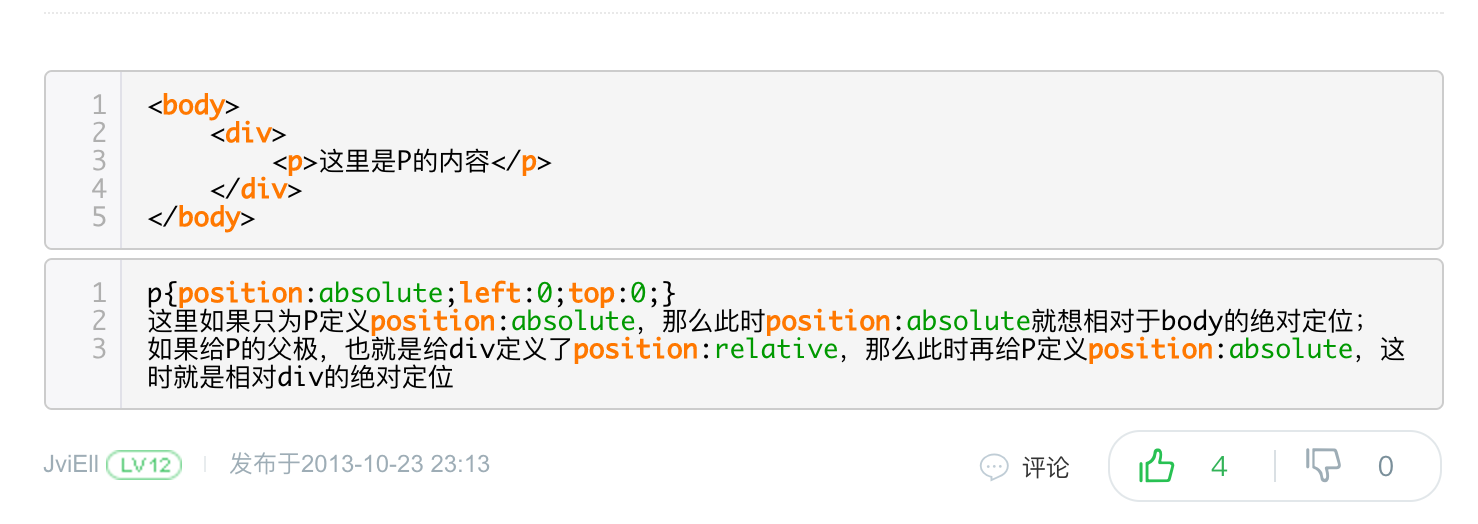 1 <body>
2 <div>
3 <p>这里是P的内容</p>
4 </div>
5 </body>
1 p{position:absolute;left:0;top:0;}
2 这里如果只为P定义position:absolute，那么此时position:absolute就想相对于body的绝对定位；
3 如果给P的父极，也就是给div定义了position:relative，那么此时再给P定义position:absolute，这
时就是相对div的绝对定位
JviEll LV12 发布于2013-10-23 23:13 评论 4 0